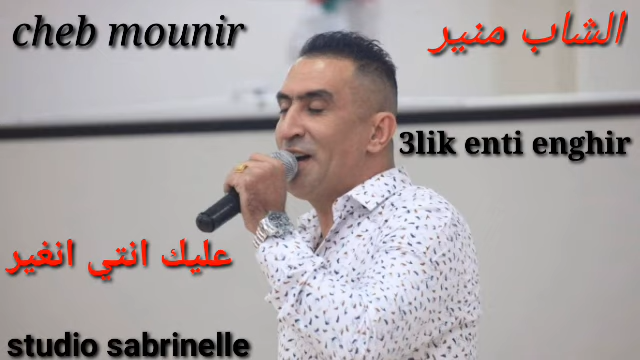 cheb mounir
الشاب منير
3lik enti enghir
عليك انتي انغير
studio sabrinelle